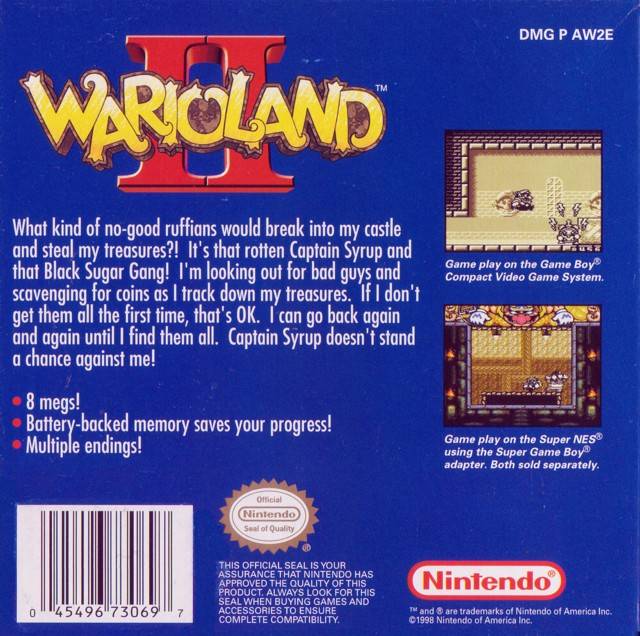 DMG P AW2E
II
WARIOLAND™
What kind of no-good ruffians would break into my castle
and steal my treasures?! It's that rotten Captain Syrup and
that Black Sugar Gang! I'm looking out for bad guys and
scavenging for coins as I track down my treasures. If I don't
get them all the first time, that's OK. I can go back again
and again until I find them all. Captain Syrup doesn't stand
a chance against me!
• 8 megs!
• Battery-backed memory saves your progress!
• Multiple endings!
Game play on the Game Boy®
Compact Video Game System.
Game play on the Super NES®
using the Super Game Boy®
adapter. Both sold separately.
0 45496 73069 7
Official
Nintendo
Seal of Quality
®
THIS OFFICIAL SEAL IS YOUR
ASSURANCE THAT NINTENDO HAS
APPROVED THE QUALITY OF THIS
PRODUCT. ALWAYS LOOK FOR THIS
SEAL WHEN BUYING GAMES AND
ACCESSORIES TO ENSURE
COMPLETE COMPATIBILITY.
Nintendo®
™ and ® are trademarks of Nintendo of America Inc.
©1998 Nintendo of America Inc.